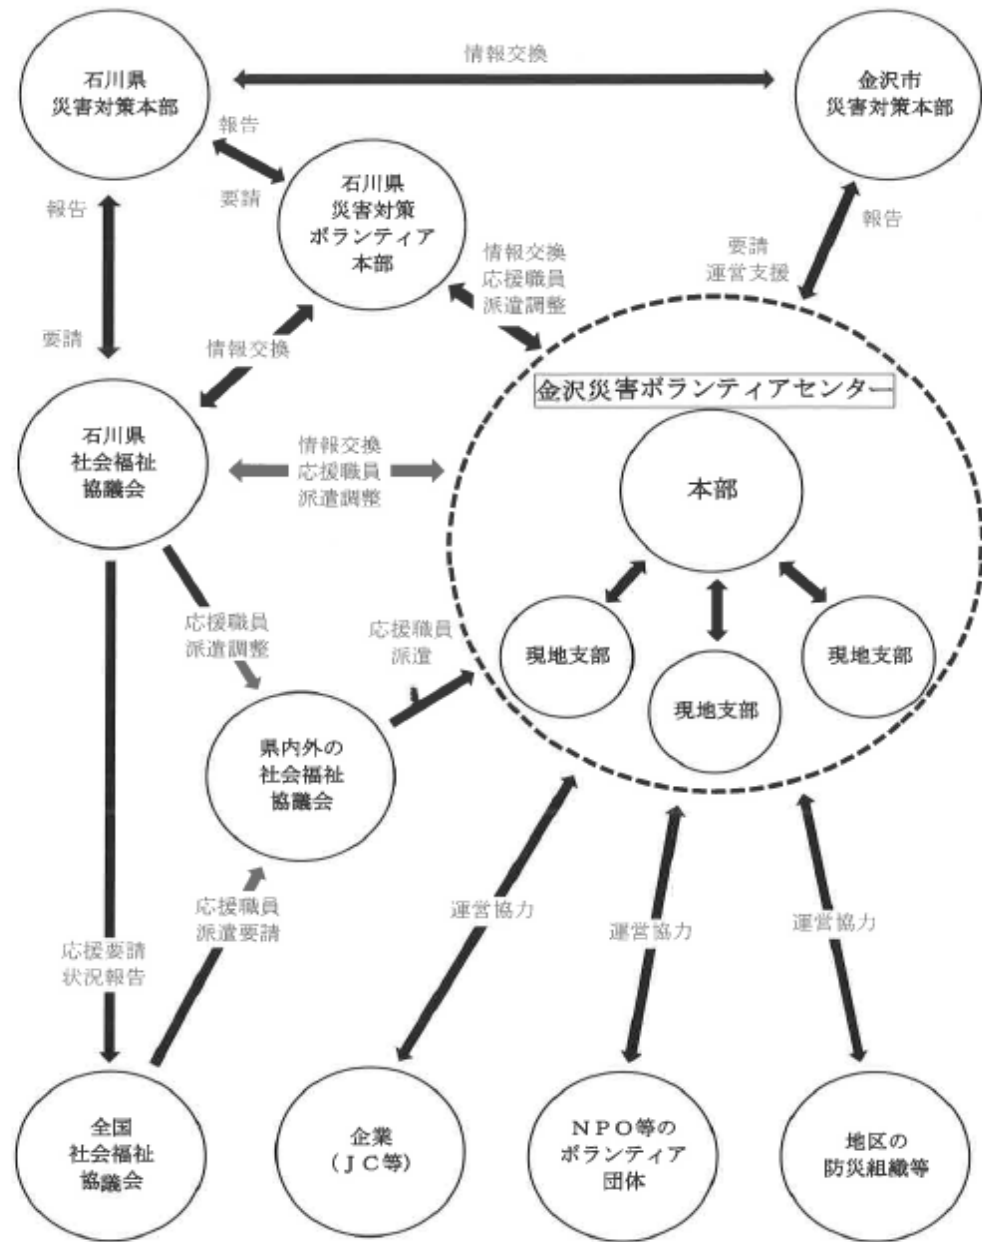 情報交換
石川県
災害対策本部
金沢市
災害対策本部
報告
要請
石川県
災害対策
ボランティア
本部
報告
要請
情報交換
情報交換
応援職員
派遣調整
報告
要請
運営支援
金沢災害ボランティアセンター
石川県
社会福祉
協議会
情報交換
応援職員
派遣調整
本部
現地支部
現地支部
現地支部
応援職員
派遣調整
応援職員
派遣
県内外の
社会福祉
協議会
応援職員
派遣要請
応援要請
状況報告
運営協力
運営協力
運営協力
全国
社会福祉
協議会
企業
(JC等)
NPO等の
ボランティア
団体
地区の
防災組織等